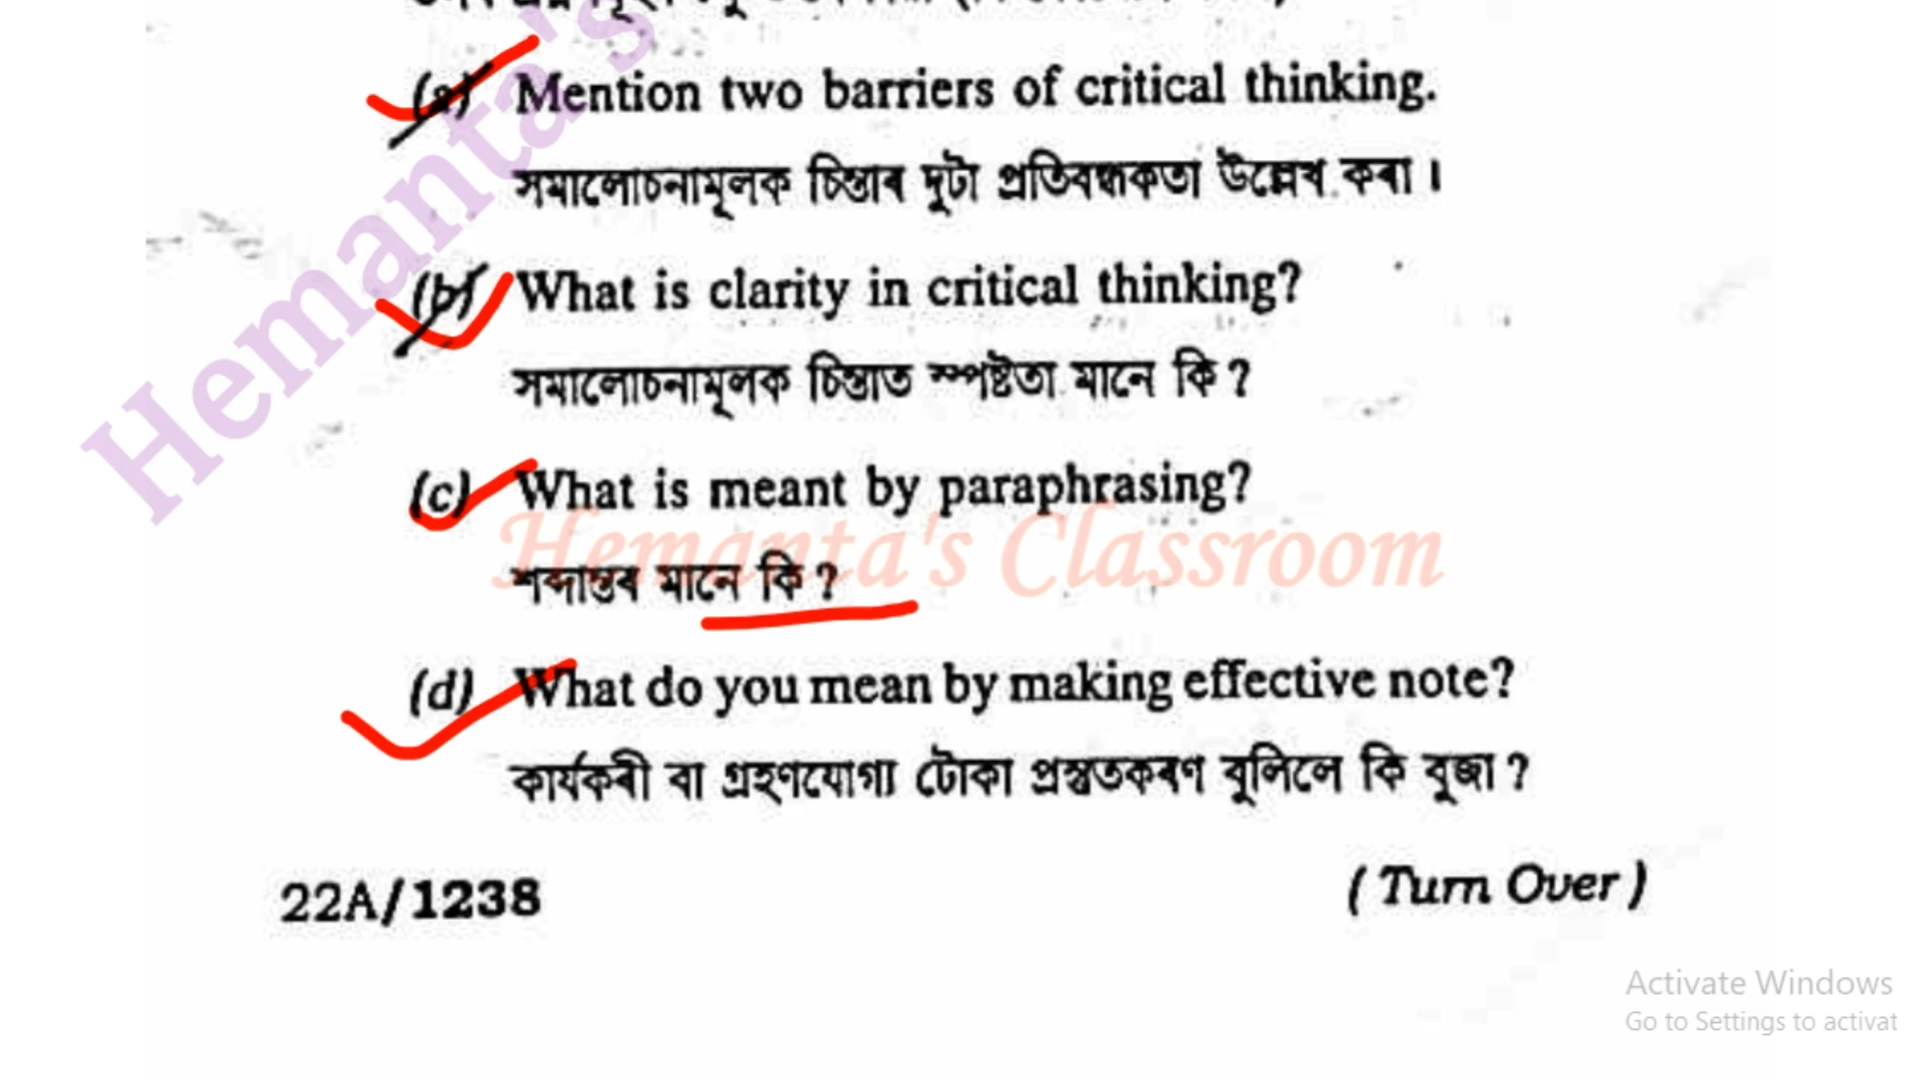 (a) Mention two barriers of critical thinking.
সমালোচনামূলক চিন্তাৰ দুটা প্ৰতিবন্ধকতা উল্লেখ কৰা ।
(b) What is clarity in critical thinking?
সমালোচনামূলক চিন্তাত স্পষ্টতা মানে কি ?
(c) What is meant by paraphrasing?
শব্দান্তৰ মানে কি ?
(d) What do you mean by making effective note?
কাৰ্যকৰী বা গ্ৰহণযোগ্য টোকা প্ৰস্তুতকৰণ বুলিলে কি বুজা ?
22A/1238
( Turn Over )
Hemanta's
Hemanta's Classroom
Activate Windows
Go to Settings to activat